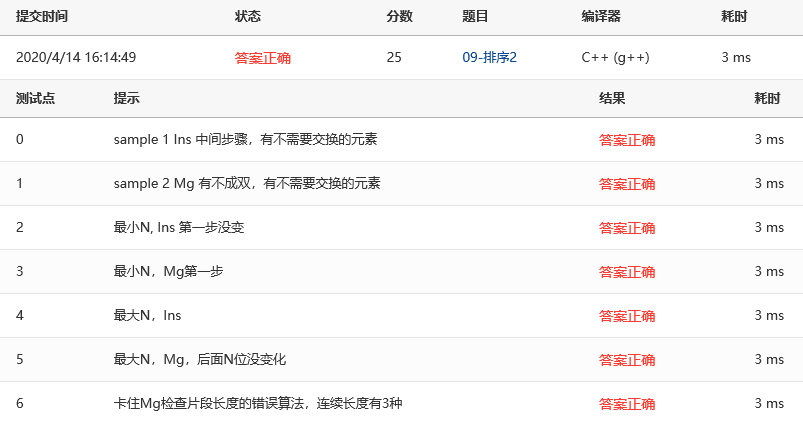 提交时间 状态 分数 题目 编译器 耗时
2020/4/14 16:14:49 答案正确 25 09-排序2 C++ (g++) 3 ms
测试点 提示 结果 耗时
0 sample 1 Ins 中间步骤，有不需要交换的元素 答案正确 3 ms
1 sample 2 Mg 有不成双，有不需要交换的元素 答案正确 3 ms
2 最小N, Ins 第一步没变 答案正确 3 ms
3 最小N，Mg第一步 答案正确 3 ms
4 最大N，Ins 答案正确 3 ms
5 最大N，Mg，后面N位没变化 答案正确 3 ms
6 卡住Mg检查片段长度的错误算法，连续长度有3种 答案正确 3 ms